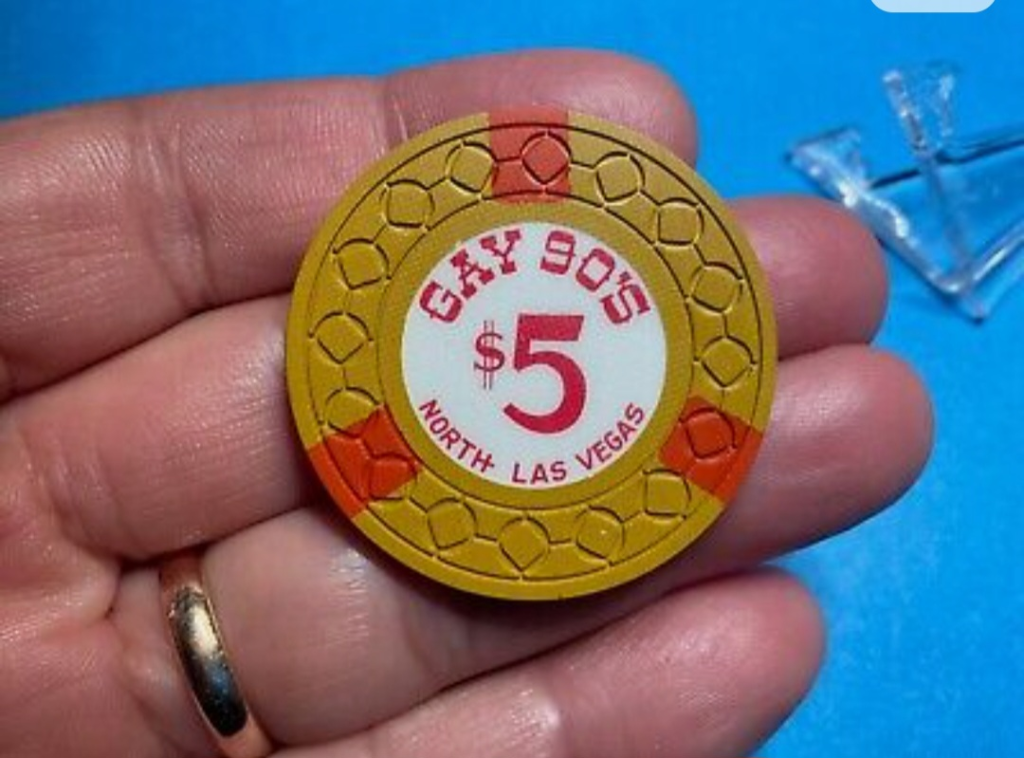 GAY 90'S
$5
NORTH LAS VEGAS